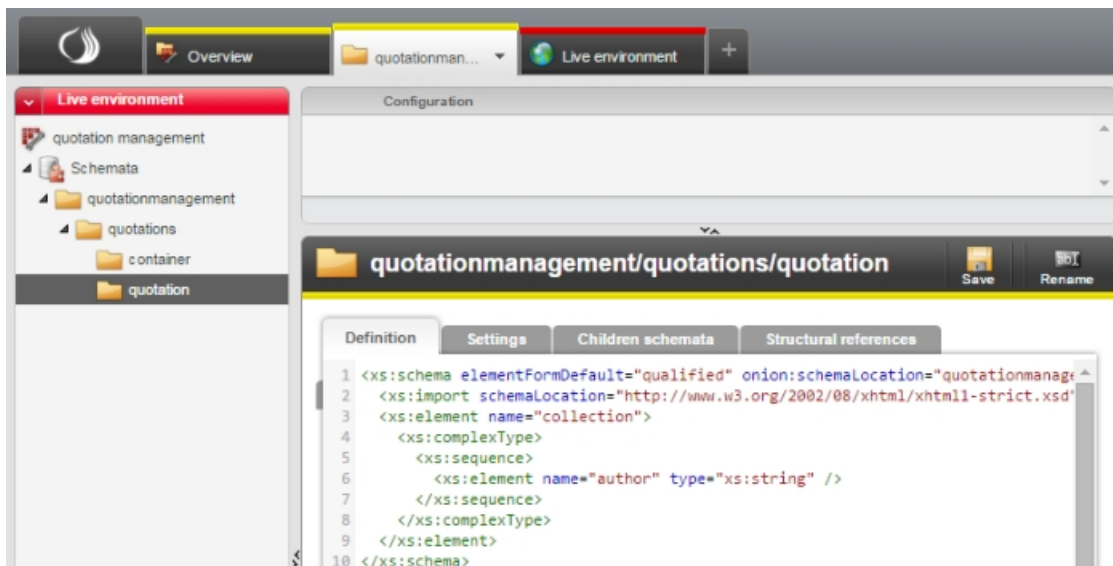 Overview
quotationman...
Live environment
+
Live environment
quotation management
Schemata
quotationmanagement
quotations
container
quotation
Configuration
quotationmanagement/quotations/quotation
Save
Rename
Definition
Settings
Children schemata
Structural references
1 <xs:schema elementFormDefault="qualified" onion:schemaLocation="quotationmanage
2 <xs:import schemaLocation="http://www.w3.org/2002/08/xhtml/xhtml1-strict.xsd"
3 <xs:element name="collection">
4 <xs:complexType>
5 <xs:sequence>
6 <xs:element name="author" type="xs:string" />
7 </xs:sequence>
8 </xs:complexType>
9 </xs:element>
10 </xs:schema>